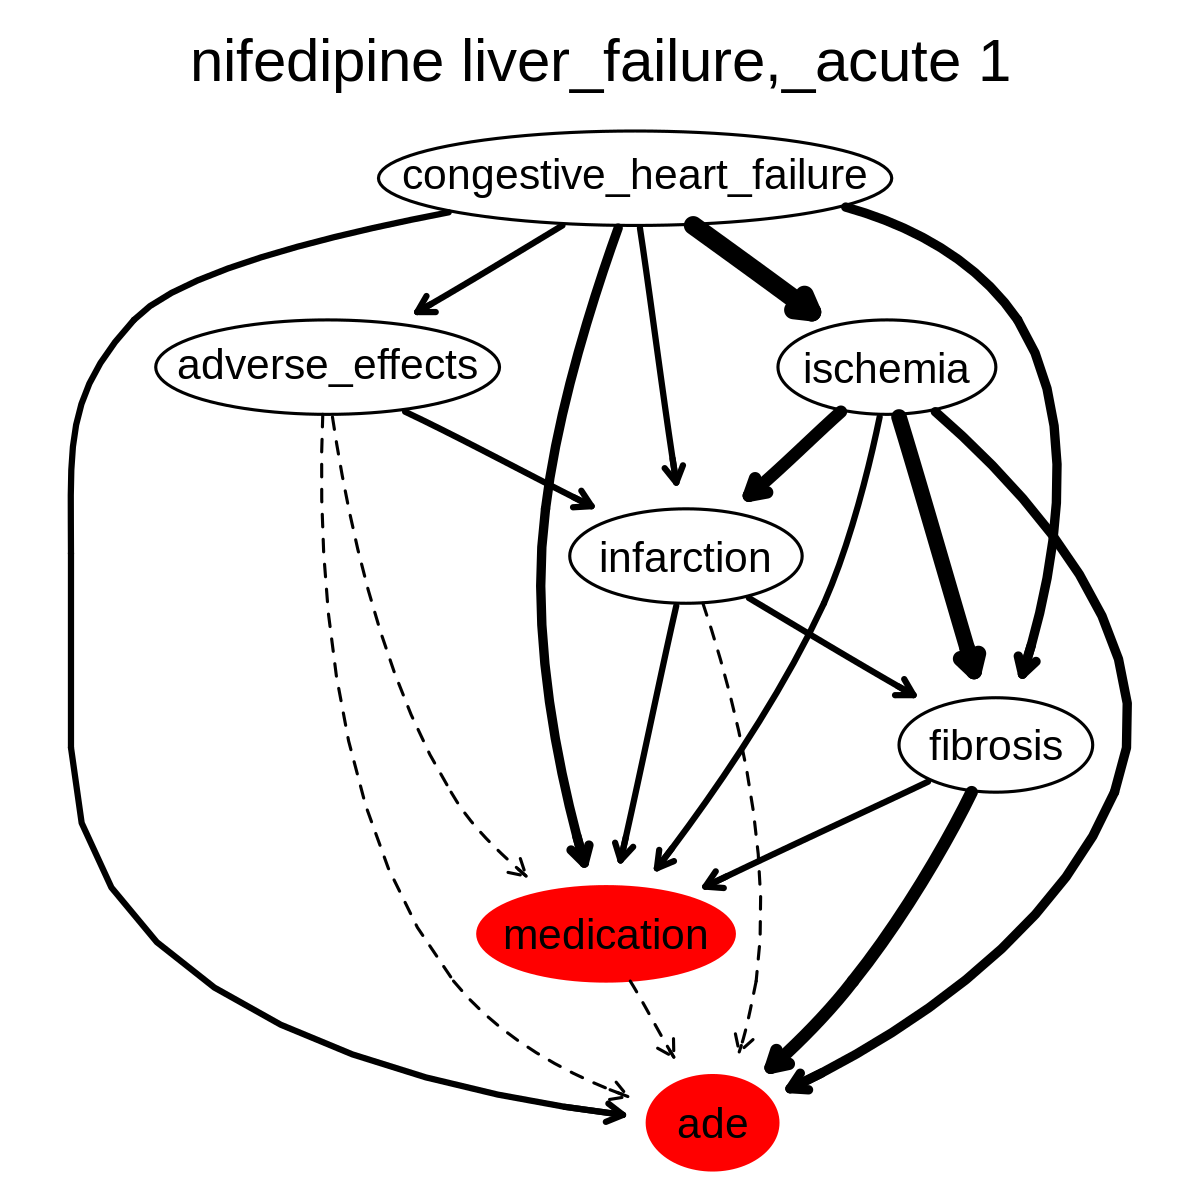 nifedipine liver_failure,_acute 1
congestive_heart_failure
adverse_effects
ischemia
infarction
fibrosis
medication
ade